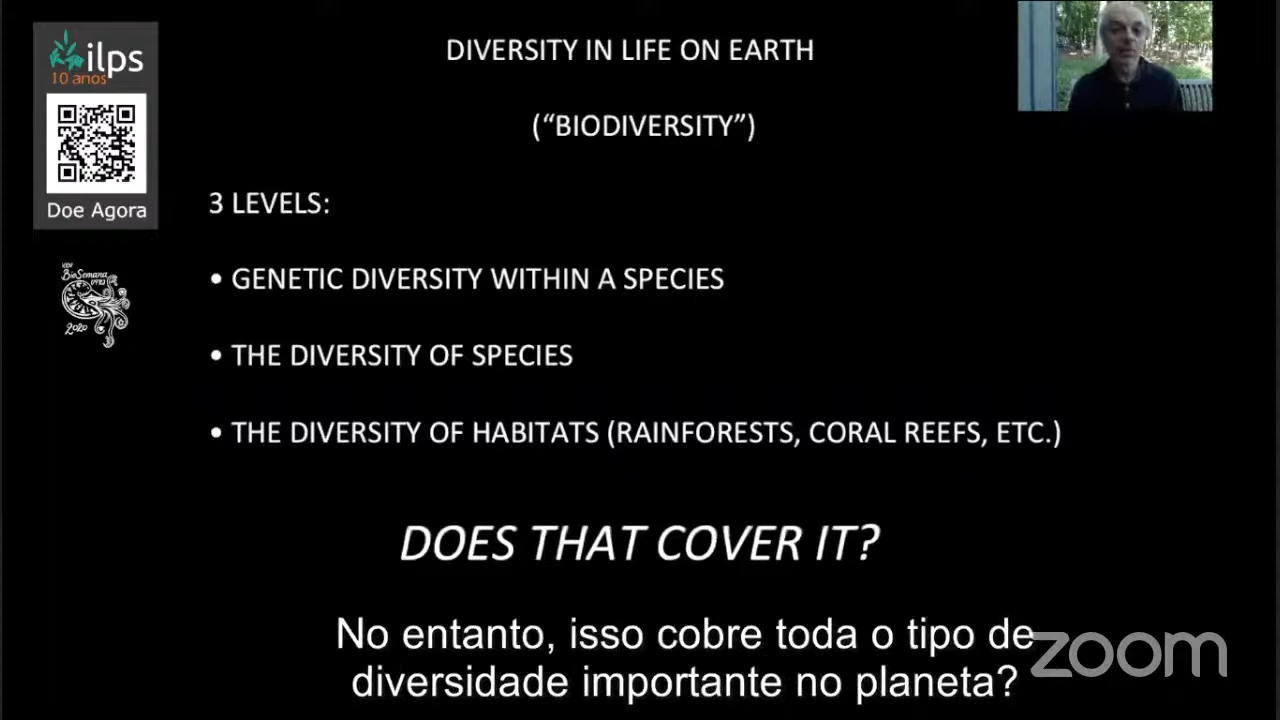 ilps
10 anos
Doe Agora
BioSemana
2020
DIVERSITY IN LIFE ON EARTH
(“BIODIVERSITY”)
3 LEVELS:
• GENETIC DIVERSITY WITHIN A SPECIES
• THE DIVERSITY OF SPECIES
• THE DIVERSITY OF HABITATS (RAINFORESTS, CORAL REEFS, ETC.)
DOES THAT COVER IT?
No entanto, isso cobre toda o tipo de
diversidade importante no planeta?
zoom